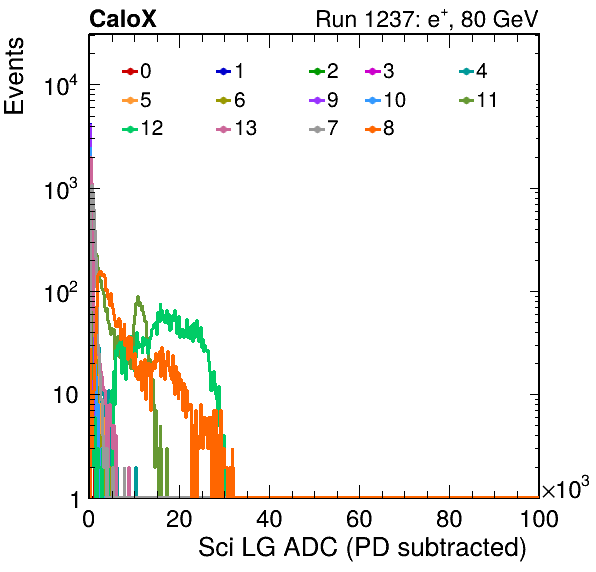 CaloX Run 1237: e⁺, 80 GeV
Events
0 1 2 3 4
5 6 9 10 11
12 13 7 8
10⁴
10³
10²
10
1
0 20 40 60 80 100
×10³
Sci LG ADC (PD subtracted)